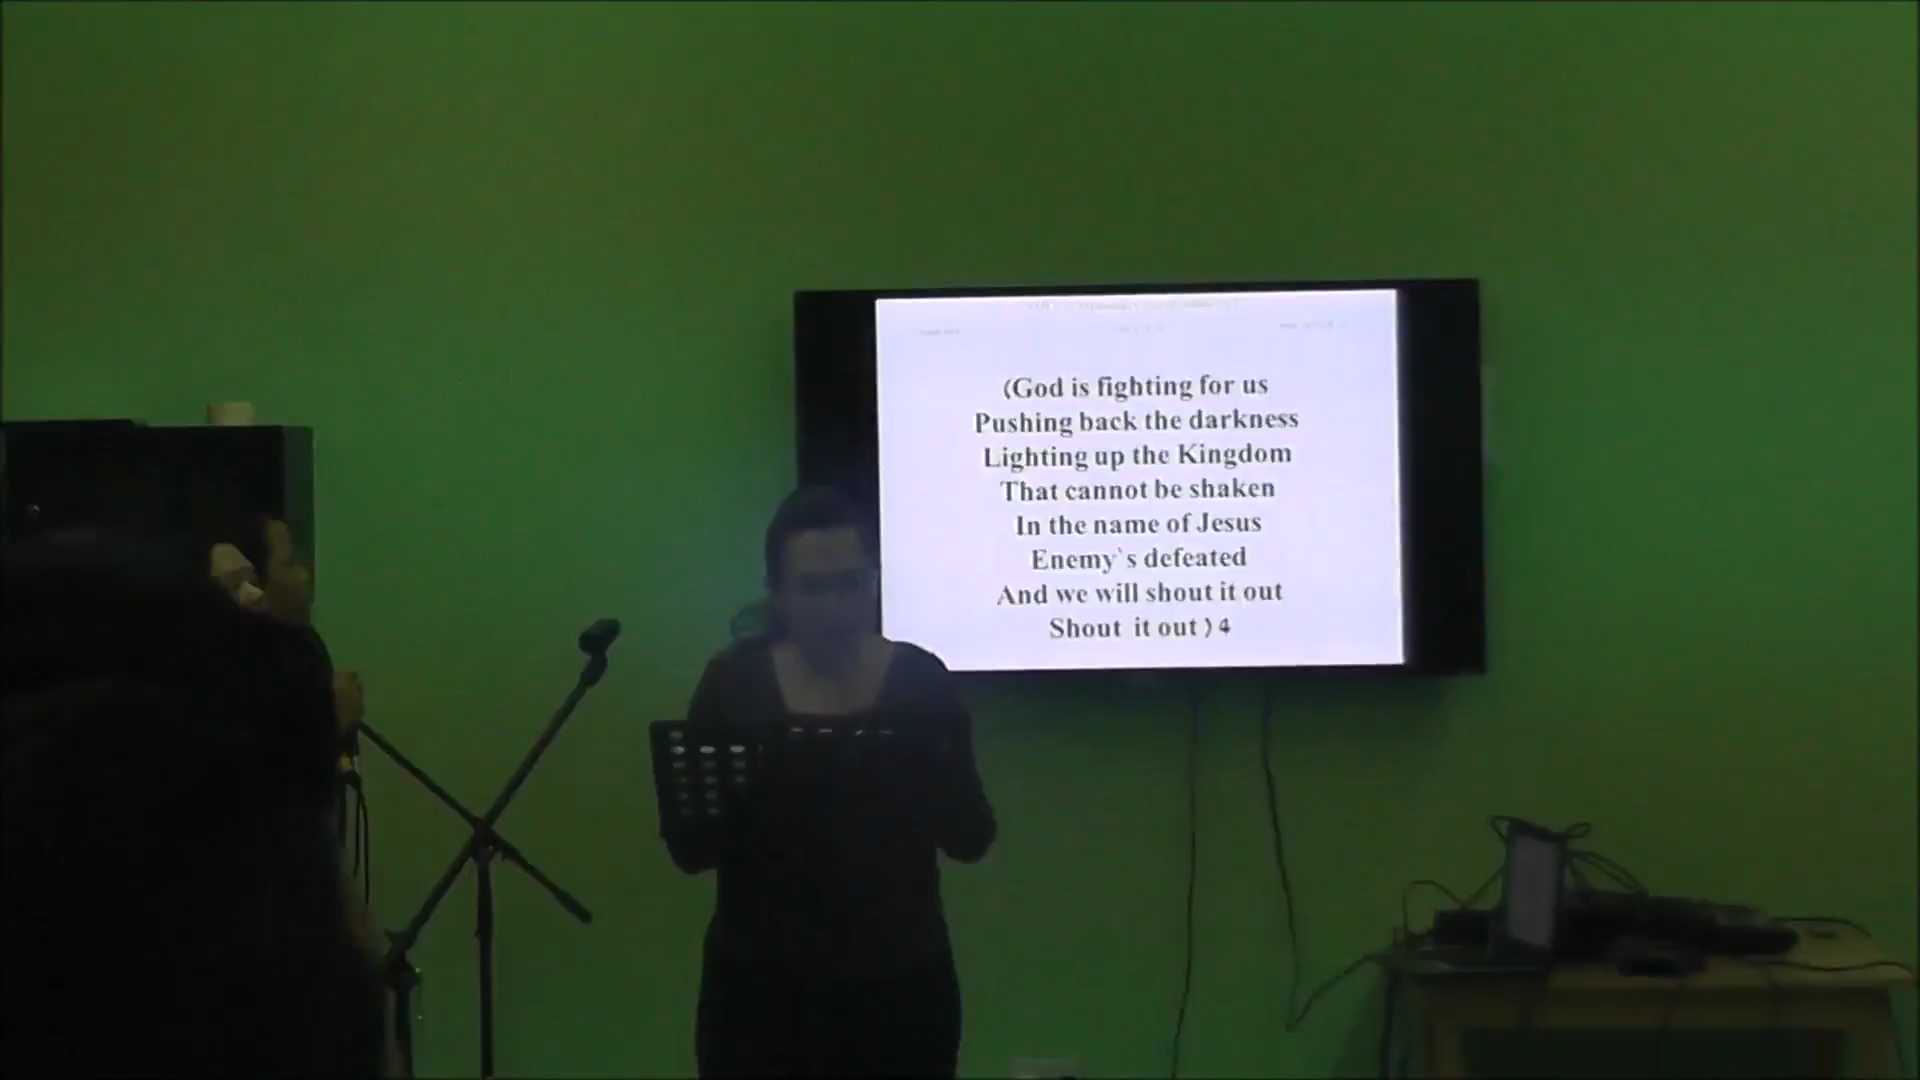 (God is fighting for us
Pushing back the darkness
Lighting up the Kingdom
That cannot be shaken
In the name of Jesus
Enemy`s defeated
And we will shout it out
Shout it out ) 4